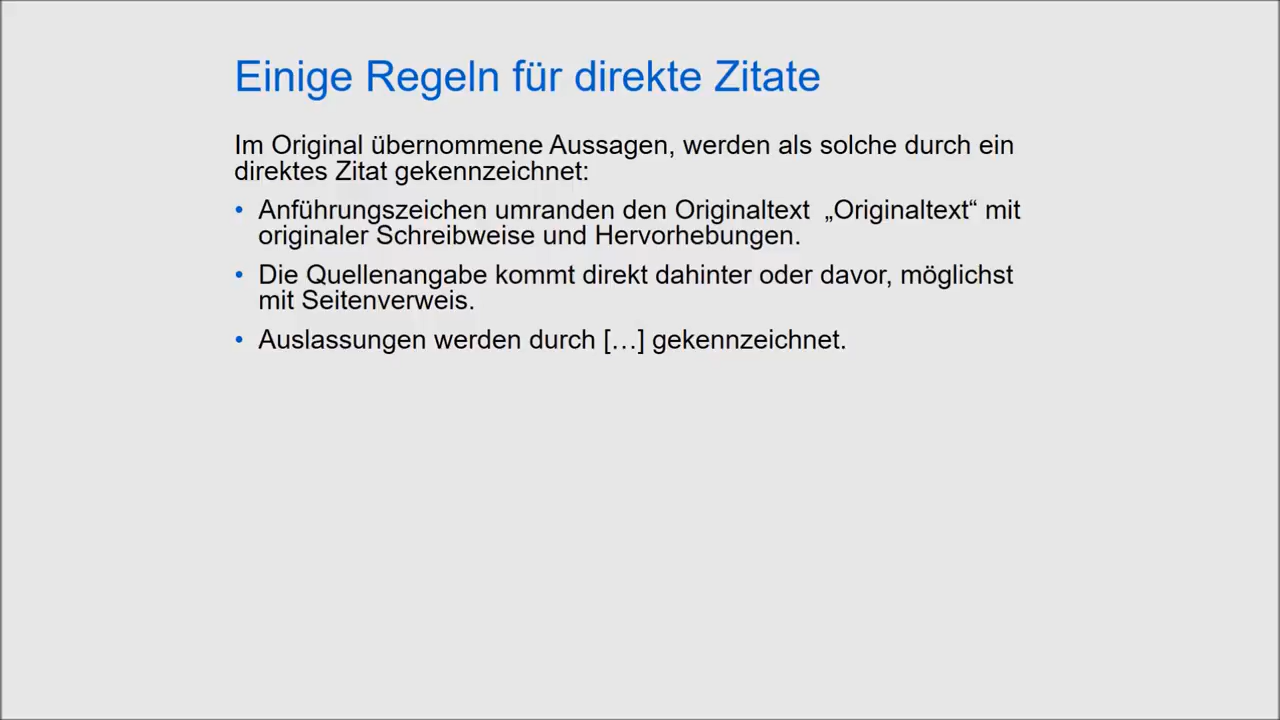 Einige Regeln für direkte Zitate
Im Original übernommene Aussagen, werden als solche durch ein
direktes Zitat gekennzeichnet:
• Anführungszeichen umranden den Originaltext „Originaltext“ mit
originaler Schreibweise und Hervorhebungen.
• Die Quellenangabe kommt direkt dahinter oder davor, möglichst
mit Seitenverweis.
• Auslassungen werden durch […] gekennzeichnet.